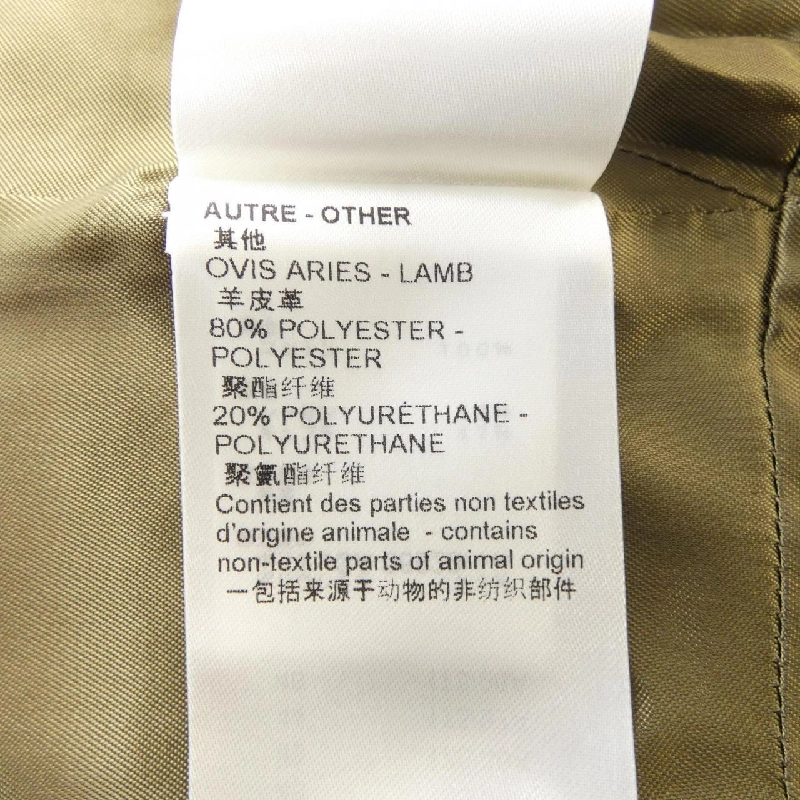 AUTRE - OTHER
其他
OVIS ARIES - LAMB
羊皮革
80% POLYESTER -
POLYESTER
聚酯纤维
20% POLYURÉTHANE -
POLYURETHANE
聚氰酯纤维
Contient des parties non textiles
d'origine animale - contains
non-textile parts of animal origin
一包括来源于动物的非纺织部件